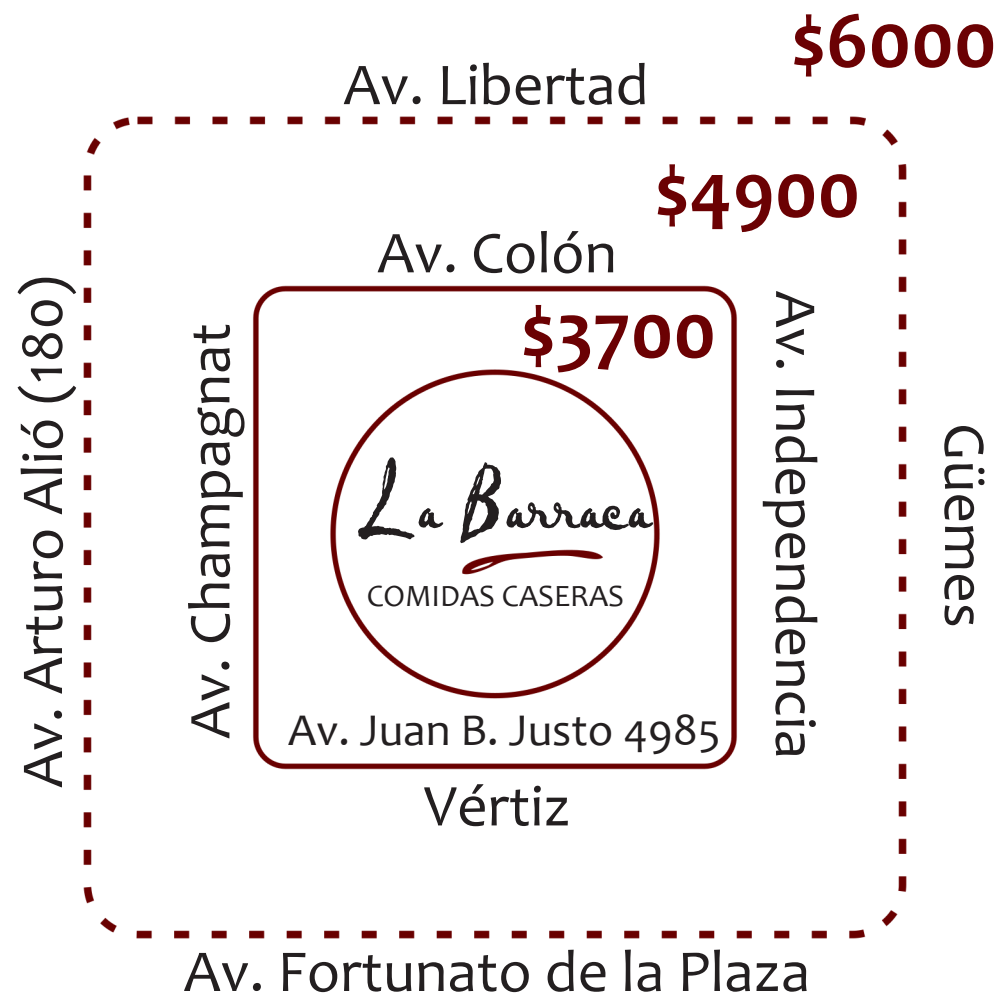 $6000
Av. Libertad
$4900
Av. Colón
$3700
Av. Arturo Alió (180)
Av. Champagnat
Av. Independencia
Güemes
La Barraca
COMIDAS CASERAS
Av. Juan B. Justo 4985
Vértiz
Av. Fortunato de la Plaza